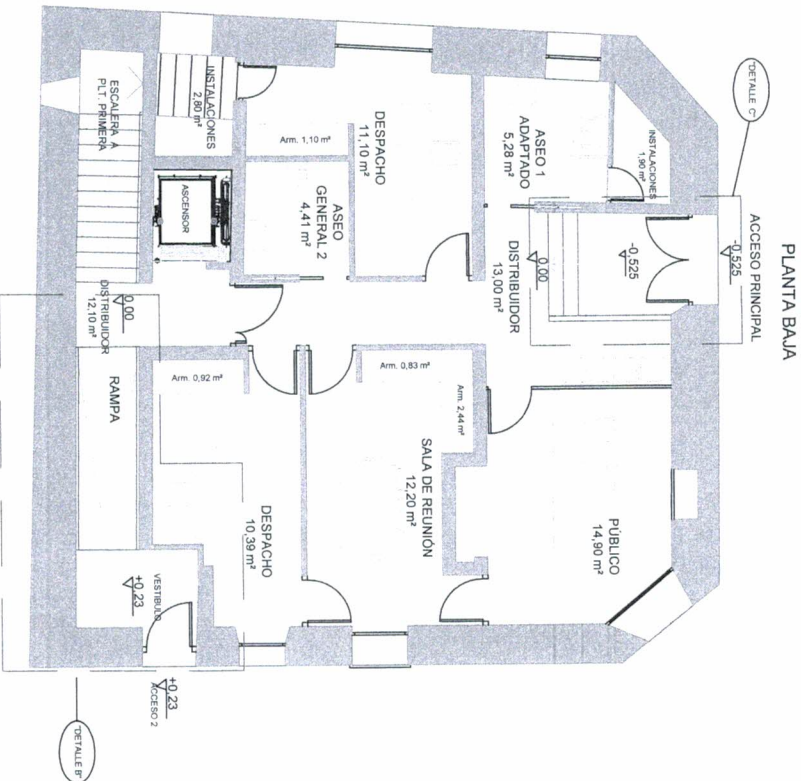 PLANTA BAJA
"DETALLE C"
ACCESO PRINCIPAL
-0,525
-0,525
INSTALACIONES
1,90 m²
ASEO 1
ADAPTADO
5,28 m²
0,00
DISTRIBUIDOR
13,00 m²
PÚBLICO
14,90 m²
DESPACHO
11,10 m²
Arm. 1,10 m²
ASEO
GENERAL 2
4,41 m²
Arm. 0,83 m²
Arm. 2,44 m²
SALA DE REUNIÓN
12,20 m²
INSTALACIONES
2,80 m²
ASCENSOR
Arm. 0,92 m²
DESPACHO
10,39 m²
ESCALERA A
PLT. PRIMERA
0,00
DISTRIBUIDOR
12,10 m²
RAMPA
VESTIBULO
+0,23
+0,23
ACCESO 2
"DETALLE B"